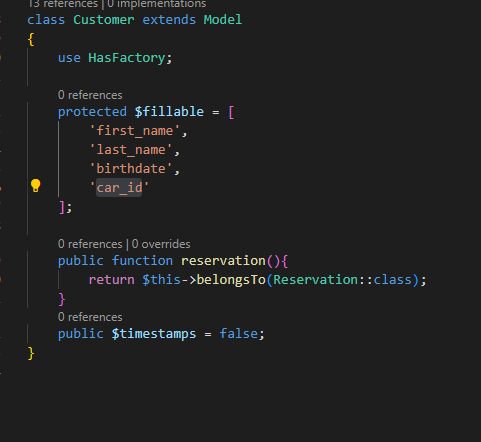 13 references | 0 implementations
class Customer extends Model
{
use HasFactory;
0 references
protected $fillable = [
'first_name',
'last_name',
'birthdate',
'car_id'
];
0 references | 0 overrides
public function reservation(){
return $this->belongsTo(Reservation::class);
}
0 references
public $timestamps = false;
}